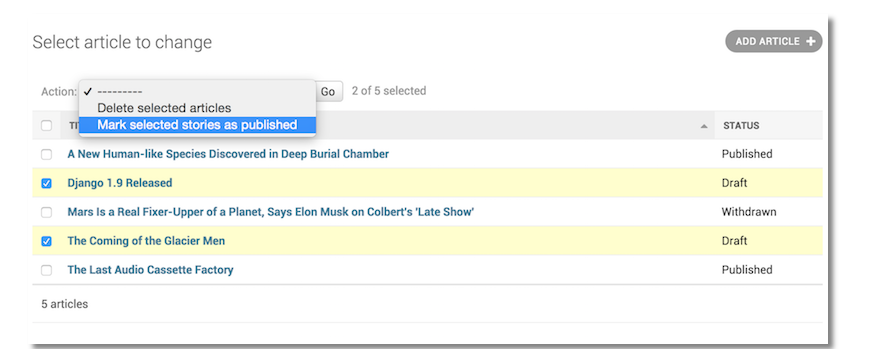 Select article to change
ADD ARTICLE +
Action: ✓ ---------
Go
2 of 5 selected
Delete selected articles
Mark selected stories as published
STATUS
A New Human-like Species Discovered in Deep Burial Chamber
Published
Django 1.9 Released
Draft
Mars Is a Real Fixer-Upper of a Planet, Says Elon Musk on Colbert's 'Late Show'
Withdrawn
The Coming of the Glacier Men
Draft
The Last Audio Cassette Factory
Published
5 articles